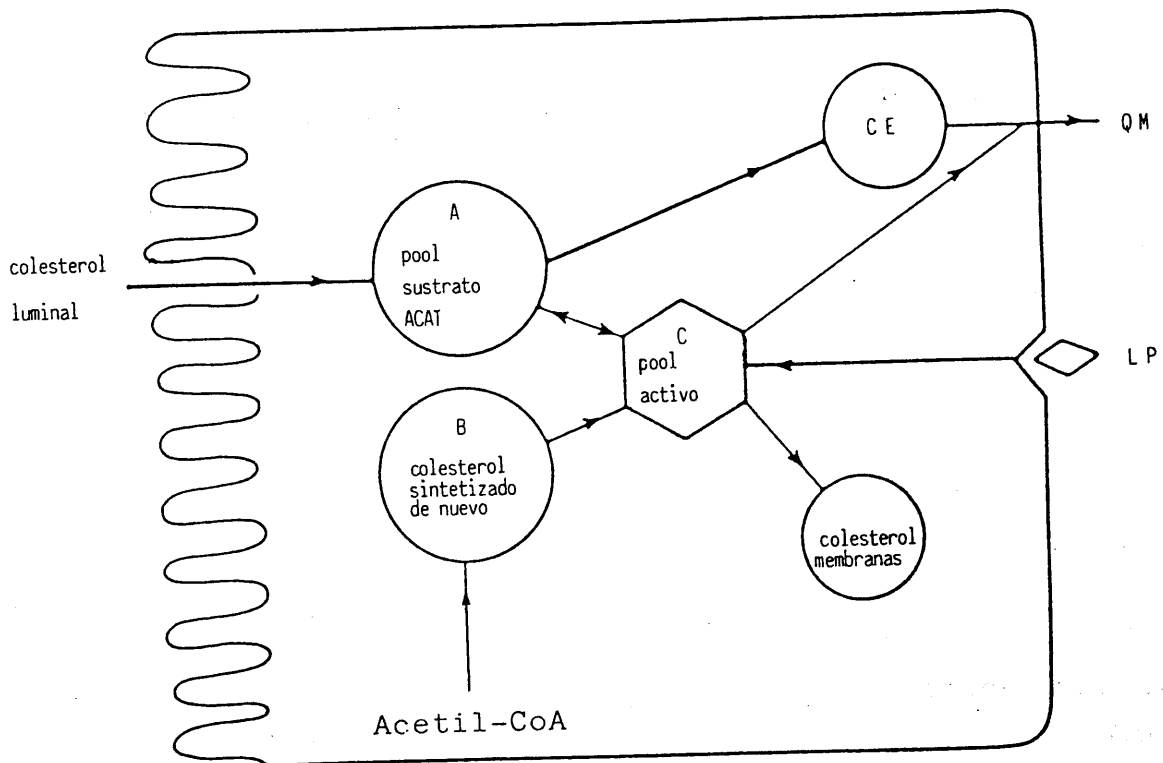 C E
Q M
A
pool
sustrato
ACAT
colesterol
luminal
C
pool
activo
L P
B
colesterol
sintetizado
de nuevo
colesterol
membranas
Acetil-CoA